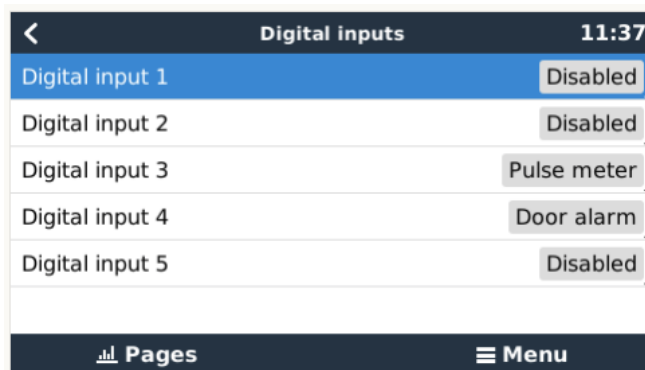 Digital inputs 11:37
Digital input 1 Disabled
Digital input 2 Disabled
Digital input 3 Pulse meter
Digital input 4 Door alarm
Digital input 5 Disabled
Pages Menu